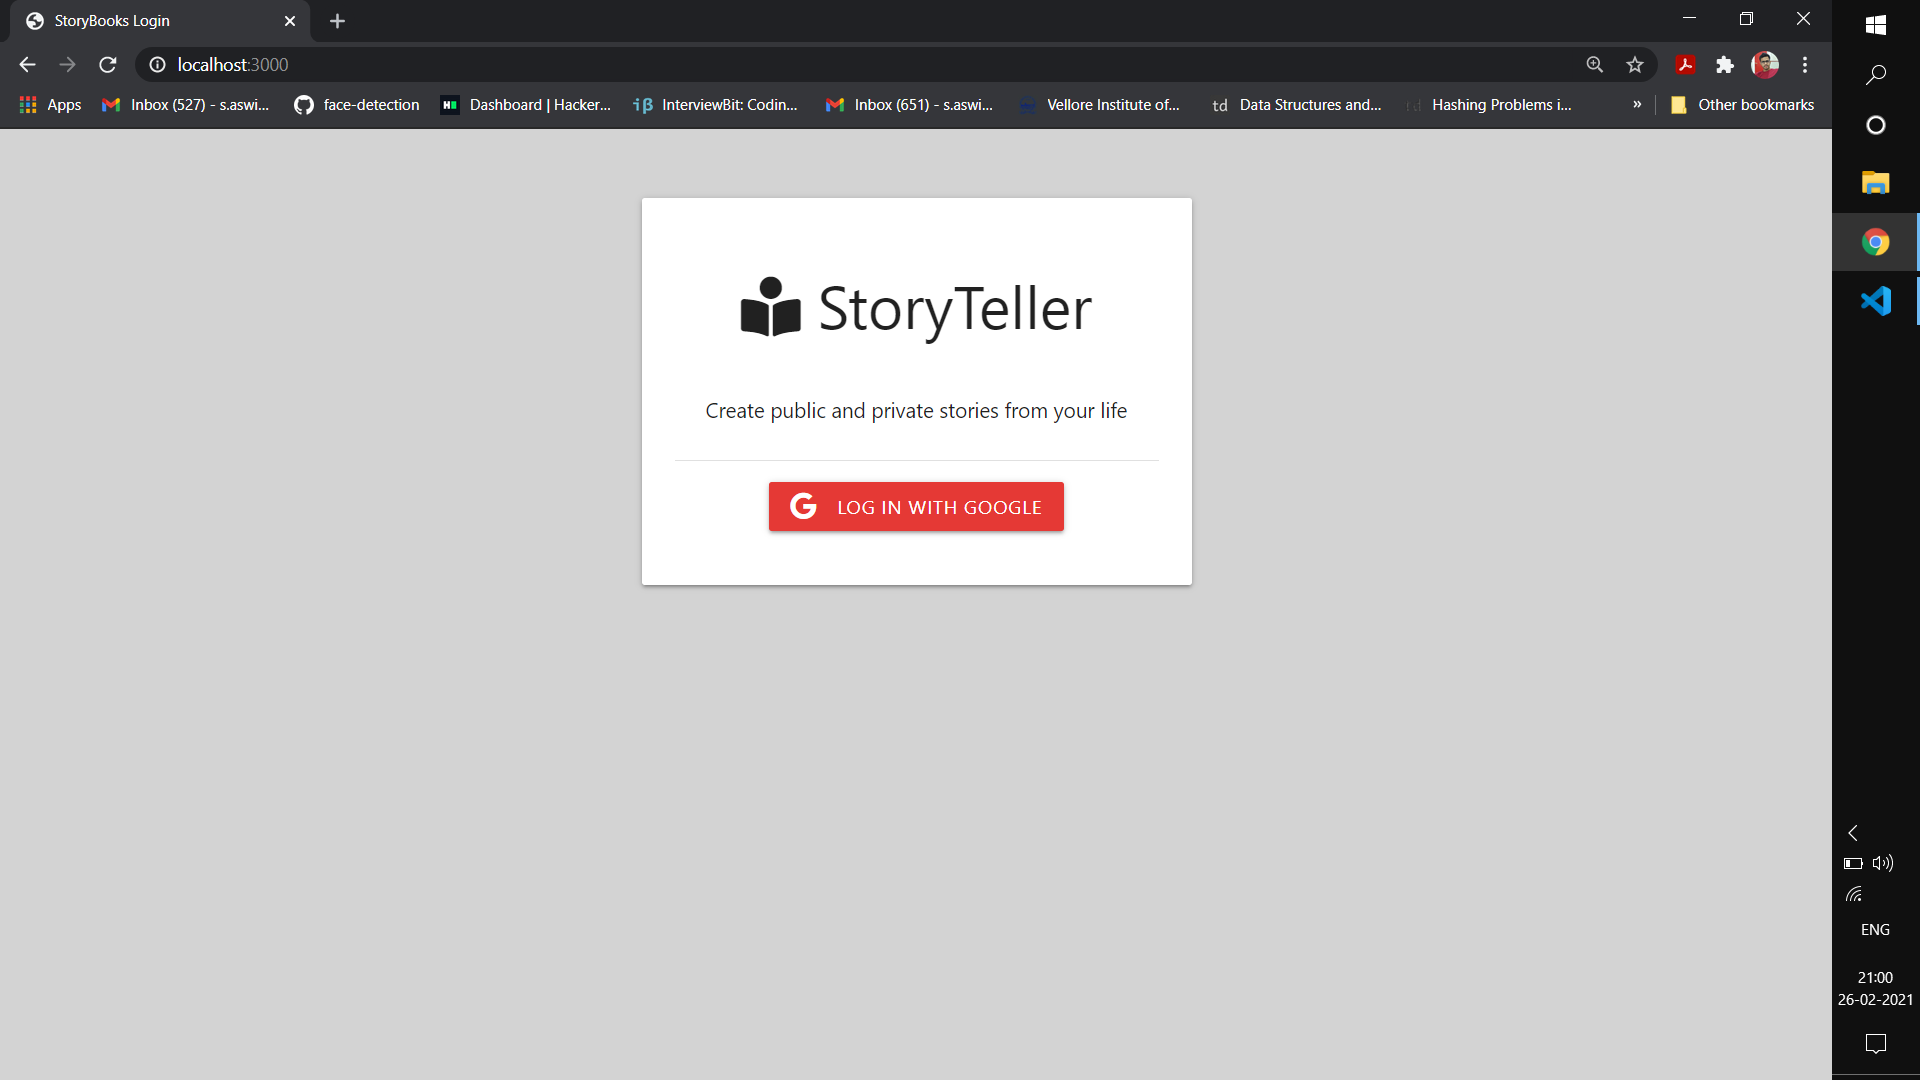 StoryBooks Login
localhost:3000
Apps
Inbox (527) - s.aswi...
face-detection
Dashboard | Hacker...
InterviewBit: Codin...
Inbox (651) - s.aswi...
Vellore Institute of...
td Data Structures and...
Hashing Problems i...
»
Other bookmarks
StoryTeller
Create public and private stories from your life
LOG IN WITH GOOGLE
ENG
21:00
26-02-2021